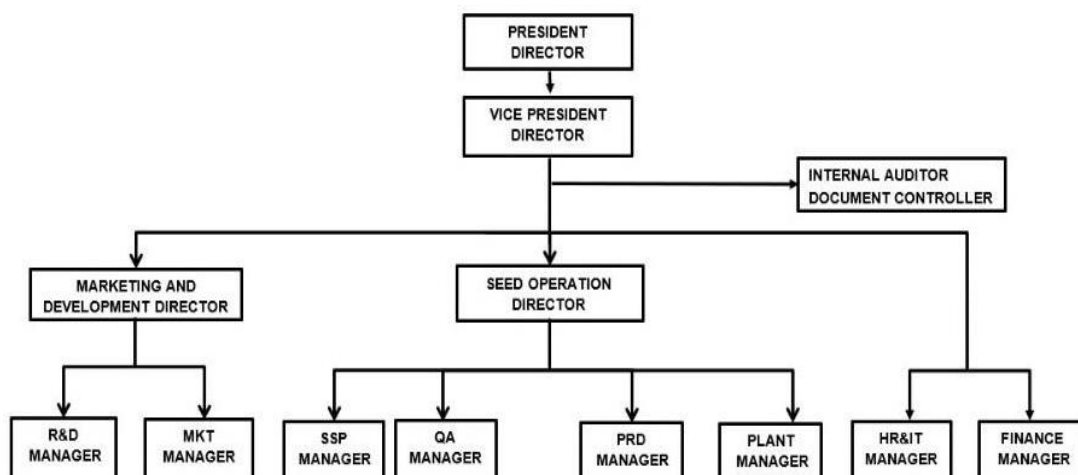 PRESIDENT
DIRECTOR
VICE PRESIDENT
DIRECTOR
INTERNAL AUDITOR
DOCUMENT CONTROLLER
MARKETING AND
DEVELOPMENT DIRECTOR
SEED OPERATION
DIRECTOR
R&D
MANAGER
MKT
MANAGER
SSP
MANAGER
QA
MANAGER
PRD
MANAGER
PLANT
MANAGER
HR&IT
MANAGER
FINANCE
MANAGER